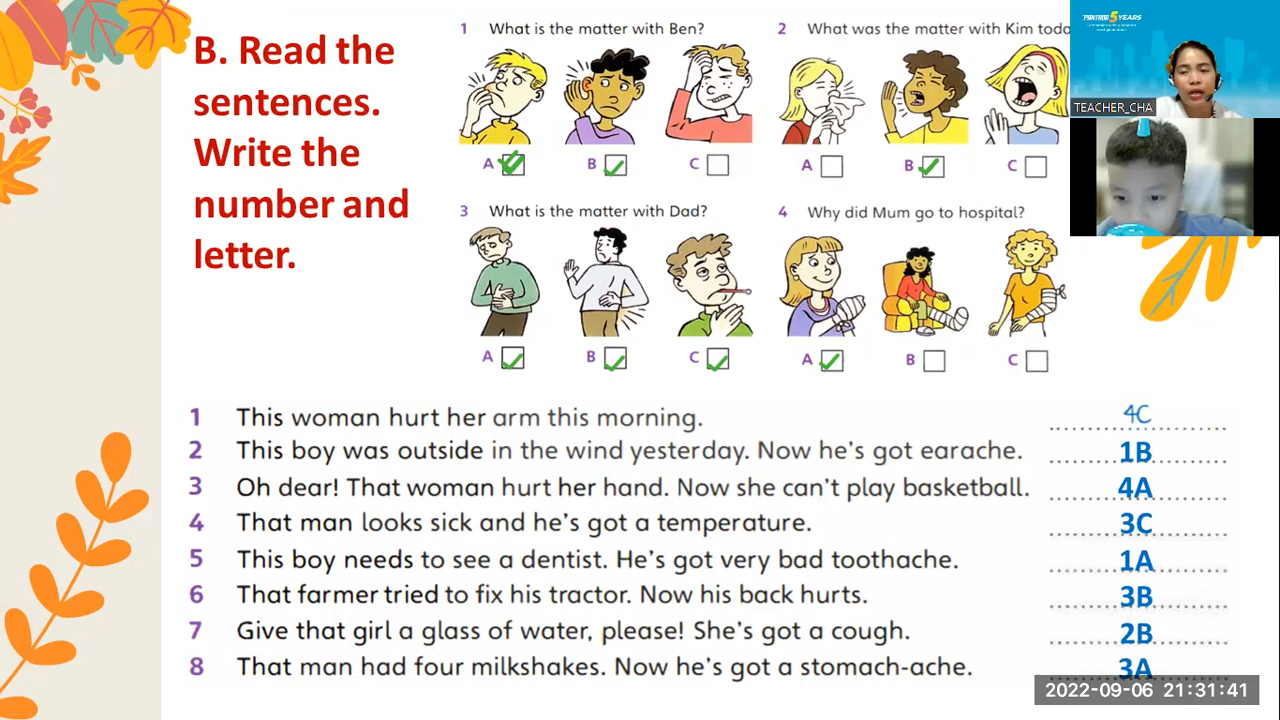 B. Read the
sentences.
Write the
number and
letter.
1 What is the matter with Ben?
A B C
2 What was the matter with Kim toda
A B C
3 What is the matter with Dad?
A B C
4 Why did Mum go to hospital?
A B C
5 YEARS
TEACHER_CHA
1 This woman hurt her arm this morning. 4C
2 This boy was outside in the wind yesterday. Now he's got earache. 1B
3 Oh dear! That woman hurt her hand. Now she can't play basketball. 4A
4 That man looks sick and he's got a temperature. 3C
5 This boy needs to see a dentist. He's got very bad toothache. 1A
6 That farmer tried to fix his tractor. Now his back hurts. 3B
7 Give that girl a glass of water, please! She's got a cough. 2B
8 That man had four milkshakes. Now he's got a stomach-ache. 3A
2022-09-06 21:31:41